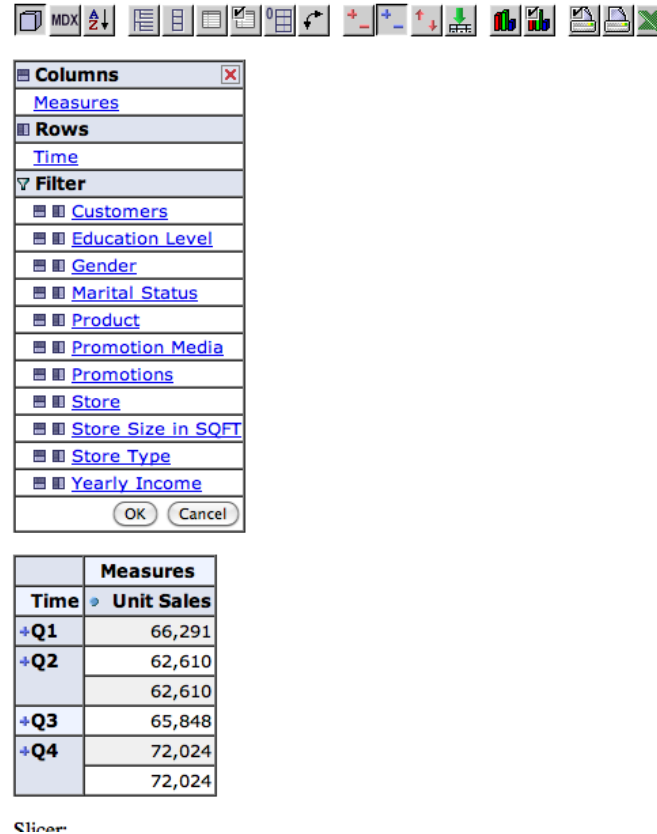 MDX A Z
Columns
Measures
Rows
Time
Filter
Customers
Education Level
Gender
Marital Status
Product
Promotion Media
Promotions
Store
Store Size in SQFT
Store Type
Yearly Income
OK Cancel
Measures
Time Unit Sales
+Q1 66,291
+Q2 62,610
62,610
+Q3 65,848
+Q4 72,024
72,024
Slicer: